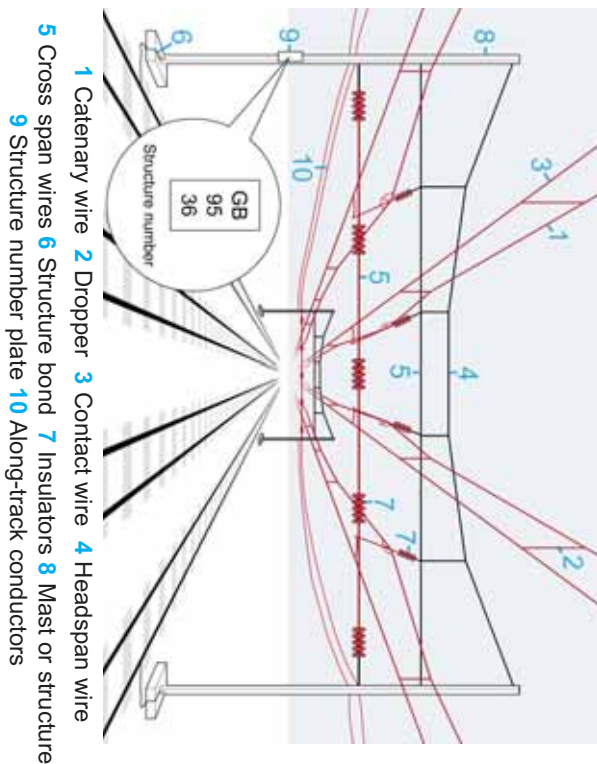 2
1
3
8
4
5
7
5
7
10
9
6
GB
95
36
Structure number
1 Catenary wire 2 Dropper 3 Contact wire 4 Headspan wire
5 Cross span wires 6 Structure bond 7 Insulators 8 Mast or structure
9 Structure number plate 10 Along-track conductors